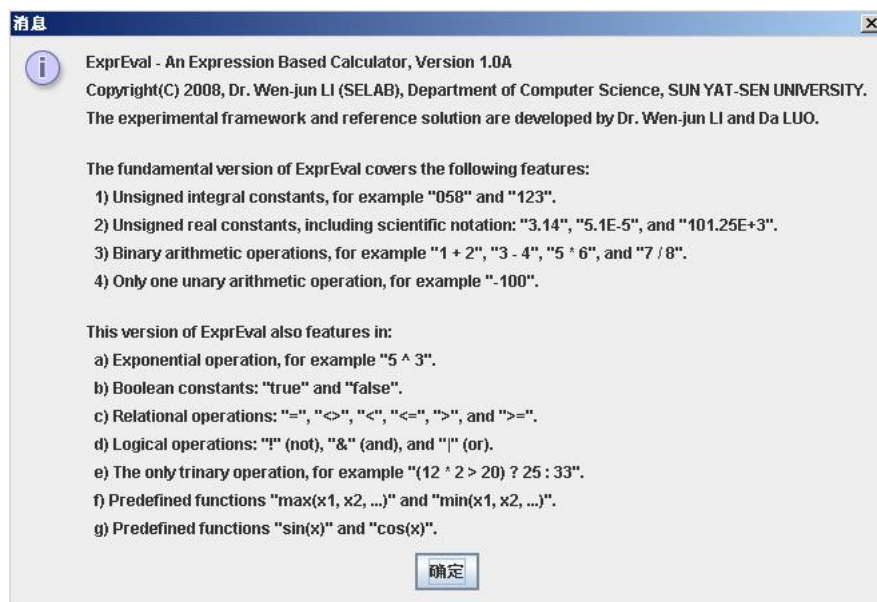 消息
ExprEval - An Expression Based Calculator, Version 1.0A
Copyright(C) 2008, Dr. Wen-jun LI (SELAB), Department of Computer Science, SUN YAT-SEN UNIVERSITY.
The experimental framework and reference solution are developed by Dr. Wen-jun LI and Da LUO.
The fundamental version of ExprEval covers the following features:
1) Unsigned integral constants, for example "058" and "123".
2) Unsigned real constants, including scientific notation: "3.14", "5.1E-5", and "101.25E+3".
3) Binary arithmetic operations, for example "1 + 2", "3 - 4", "5 * 6", and "7 / 8".
4) Only one unary arithmetic operation, for example "-100".
This version of ExprEval also features in:
a) Exponential operation, for example "5 ^ 3".
b) Boolean constants: "true" and "false".
c) Relational operations: "=", "<>", "<", "<=", ">", and ">=".
d) Logical operations: "!" (not), "&" (and), and "|" (or).
e) The only trinary operation, for example "(12 * 2 > 20) ? 25 : 33".
f) Predefined functions "max(x1, x2, ...)" and "min(x1, x2, ...)".
g) Predefined functions "sin(x)" and "cos(x)".
确定